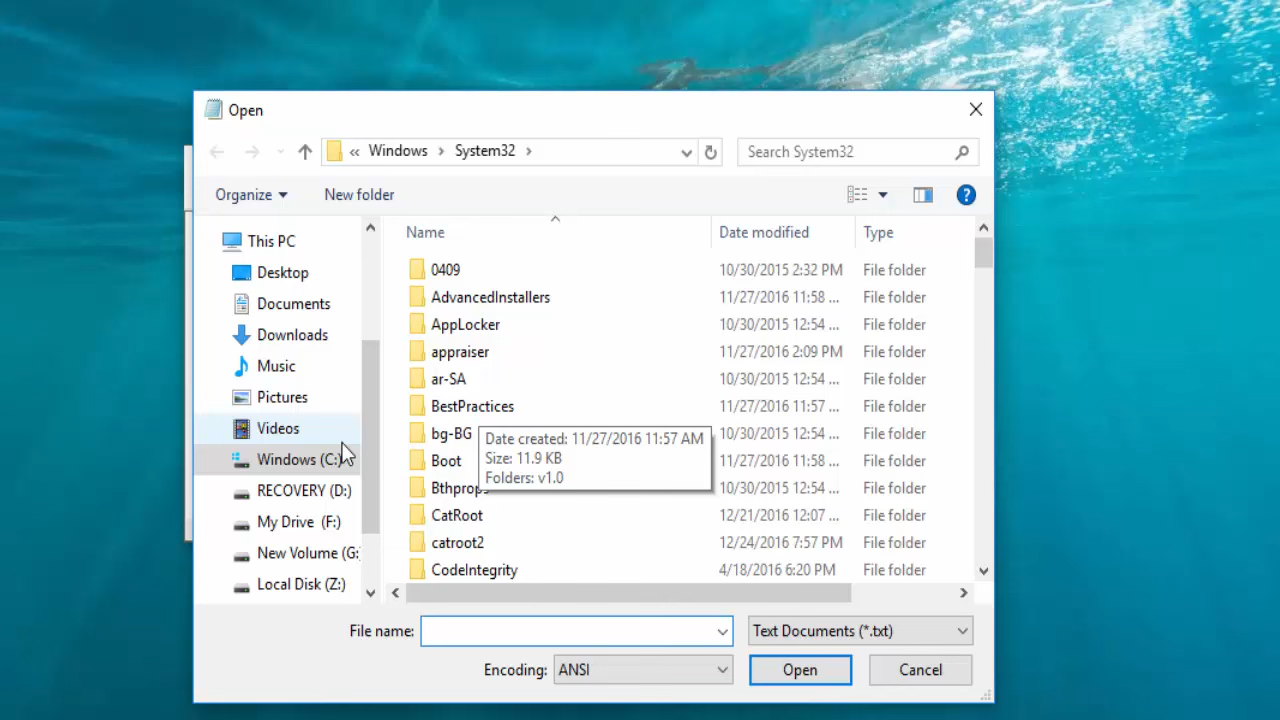 Open
« Windows › System32 ›
Search System32
Organize
New folder
This PC
Desktop
Documents
Downloads
Music
Pictures
Videos
Windows (C:)
RECOVERY (D:)
My Drive (F:)
New Volume (G:
Local Disk (Z:)
Name Date modified Type
0409 10/30/2015 2:32 PM File folder
AdvancedInstallers 11/27/2016 11:58 ... File folder
AppLocker 10/30/2015 12:54 ... File folder
appraiser 11/27/2016 2:09 PM File folder
ar-SA 10/30/2015 12:54 ... File folder
BestPractices 11/27/2016 11:57 ... File folder
bg-BG 10/30/2015 12:54 ... File folder
Boot 11/27/2016 11:58 ... File folder
Bthprops 10/30/2015 12:54 ... File folder
CatRoot 12/21/2016 12:07 ... File folder
catroot2 12/24/2016 7:57 PM File folder
CodeIntegrity 4/18/2016 6:20 PM File folder
Date created: 11/27/2016 11:57 AM
Size: 11.9 KB
Folders: v1.0
File name:
Text Documents (*.txt)
Encoding: ANSI
Open Cancel